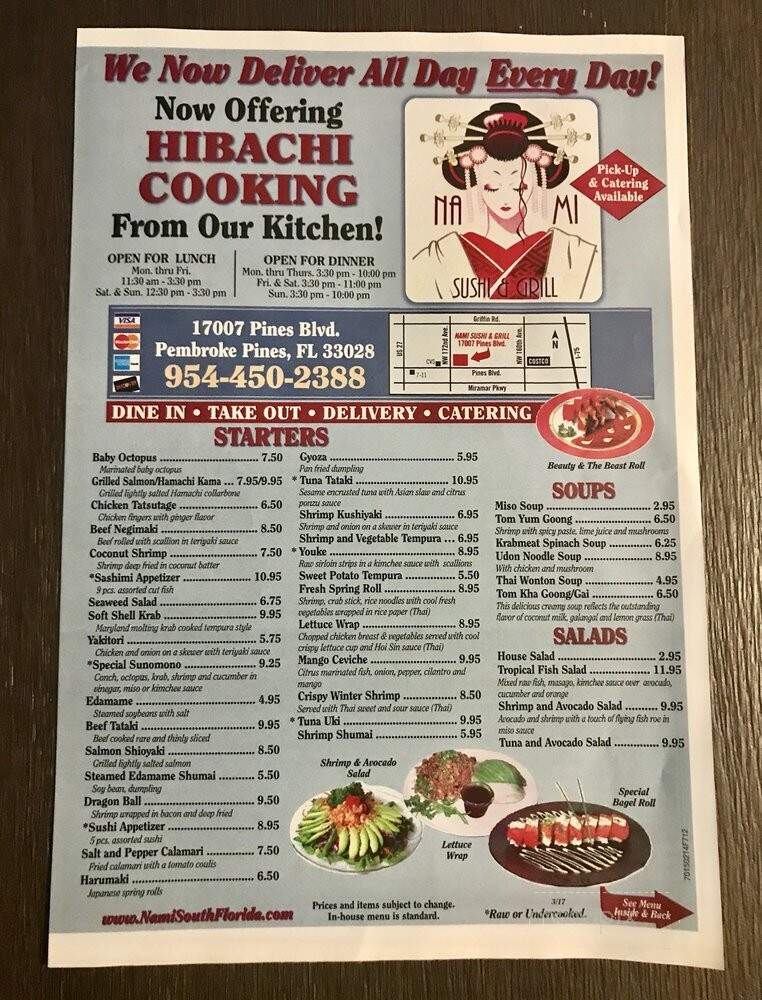 We Now Deliver All Day Every Day!
Now Offering
HIBACHI
COOKING
From Our Kitchen!
OPEN FOR LUNCH
Mon. thru Fri.
11:30 am - 3:30 pm
Sat. & Sun. 12:30 pm - 3:30 pm
OPEN FOR DINNER
Mon. thru Thurs. 3:30 pm - 10:00 pm
Fri. & Sat. 3:30 pm - 11:00 pm
Sun. 3:30 pm - 10:00 pm
NA MI
SUSHI & GRILL
Pick-Up
& Catering
Available
VISA
17007 Pines Blvd.
Pembroke Pines, FL 33028
954-450-2388
Griffin Rd.
US 27
NW 172nd Ave.
NAMI SUSHI & GRILL
17007 Pines Blvd.
NW 160th Ave.
N
I-75
CVS
COSTCO
7-11
Pines Blvd.
Miramar Pkwy
DINE IN • TAKE OUT • DELIVERY • CATERING
Beauty & The Beast Roll
STARTERS
Baby Octopus ... 7.50
Marinated baby octopus
Grilled Salmon/Hamachi Kama ... 7.95/9.95
Grilled lightly salted Hamachi collarbone
Chicken Tatsutage ... 6.50
Chicken fingers with ginger flavor
Beef Negimaki ... 8.50
Beef rolled with scallion in teriyaki sauce
Coconut Shrimp ... 7.50
Shrimp deep fried in coconut batter
*Sashimi Appetizer ... 10.95
9 pcs. assorted cut fish
Seaweed Salad ... 6.75
Soft Shell Krab ... 9.95
Maryland molting krab cooked tempura style
Yakitori ... 5.75
Chicken and onion on a skewer with teriyaki sauce
*Special Sunomono ... 9.25
Conch, octopus, krab, shrimp and cucumber in
vinegar, miso or kimchee sauce
Edamame ... 4.95
Steamed soybeans with salt
Beef Tataki ... 9.95
Beef cooked rare and thinly sliced
Salmon Shioyaki ... 8.50
Grilled lightly salted salmon
Steamed Edamame Shumai ... 5.50
Soy bean, dumpling
Dragon Ball ... 9.50
Shrimp wrapped in bacon and deep fried
*Sushi Appetizer ... 8.95
5 pcs. assorted sushi
Salt and Pepper Calamari ... 7.50
Fried calamari with a tomato coulis
Harumaki ... 6.50
Japanese spring rolls
Gyoza ... 5.95
Pan fried dumpling
* Tuna Tataki ... 10.95
Sesame encrusted tuna with Asian slaw and citrus
ponzu sauce
Shrimp Kushiyaki ... 6.95
Shrimp and onion on a skewer in teriyaki sauce
Shrimp and Vegetable Tempura ... 6.95
* Youke ... 8.95
Raw sirloin strips in a kimchee sauce with scallions
Sweet Potato Tempura ... 5.50
Fresh Spring Roll ... 8.95
Shrimp, crab stick, rice noodles with cool fresh
vegetables wrapped in rice paper (Thai)
Lettuce Wrap ... 8.95
Chopped chicken breast & vegetables served with cool
crispy lettuce cup and Hoi Sin sauce (Thai)
Mango Ceviche ... 9.95
Citrus marinated fish, onion, pepper, cilantro and
mango
Crispy Winter Shrimp ... 8.50
Served with Thai sweet and sour sauce (Thai)
* Tuna Uki ... 9.95
Shrimp Shumai ... 5.95
SOUPS
Miso Soup ... 2.95
Tom Yum Goong ... 6.50
Shrimp with spicy paste, lime juice and mushrooms
Krabmeat Spinach Soup ... 6.25
Udon Noodle Soup ... 8.95
With chicken and mushroom
Thai Wonton Soup ... 4.95
Tom Kha Goong/Gai ... 6.50
This delicious creamy soup reflects the outstanding
flavor of coconut milk, galangal and lemon grass (Thai)
SALADS
House Salad ... 2.95
Tropical Fish Salad ... 11.95
Mixed raw fish, masago, kimchee sauce over avocado,
cucumber and orange
Shrimp and Avocado Salad ... 9.95
Avocado and shrimp with a touch of flying fish roe in
miso sauce
Tuna and Avocado Salad ... 9.95
Shrimp & Avocado
Salad
Lettuce
Wrap
Special
Bagel Roll
70150214F712
www.NamiSouthFlorida.com
Prices and items subject to change.
In-house menu is standard.
3/17
*Raw or Undercooked.
See Menu
Inside & Back